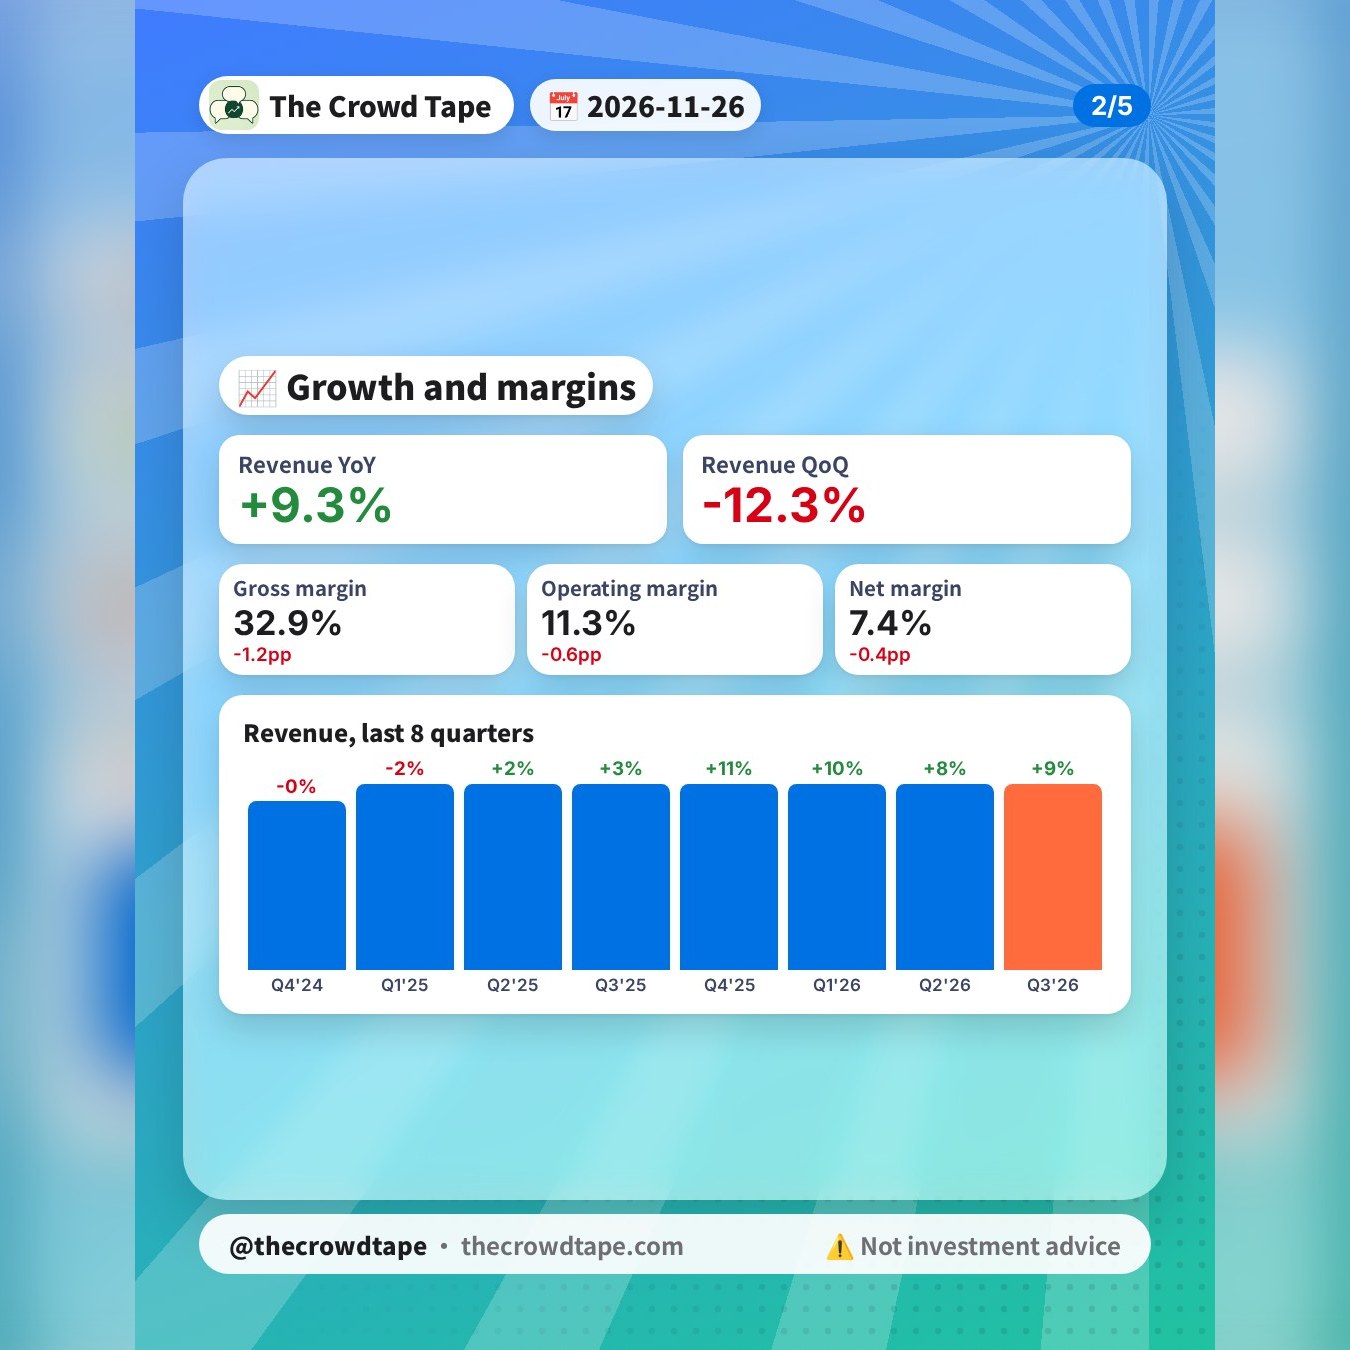 The Crowd Tape
July
17
2026-11-26
2/5
Growth and margins
Revenue YoY
+9.3%
Revenue QoQ
-12.3%
Gross margin
32.9%
-1.2pp
Operating margin
11.3%
-0.6pp
Net margin
7.4%
-0.4pp
Revenue, last 8 quarters
-0% -2% +2% +3% +11% +10% +8% +9%
Q4'24 Q1'25 Q2'25 Q3'25 Q4'25 Q1'26 Q2'26 Q3'26
@thecrowdtape • thecrowdtape.com
Not investment advice